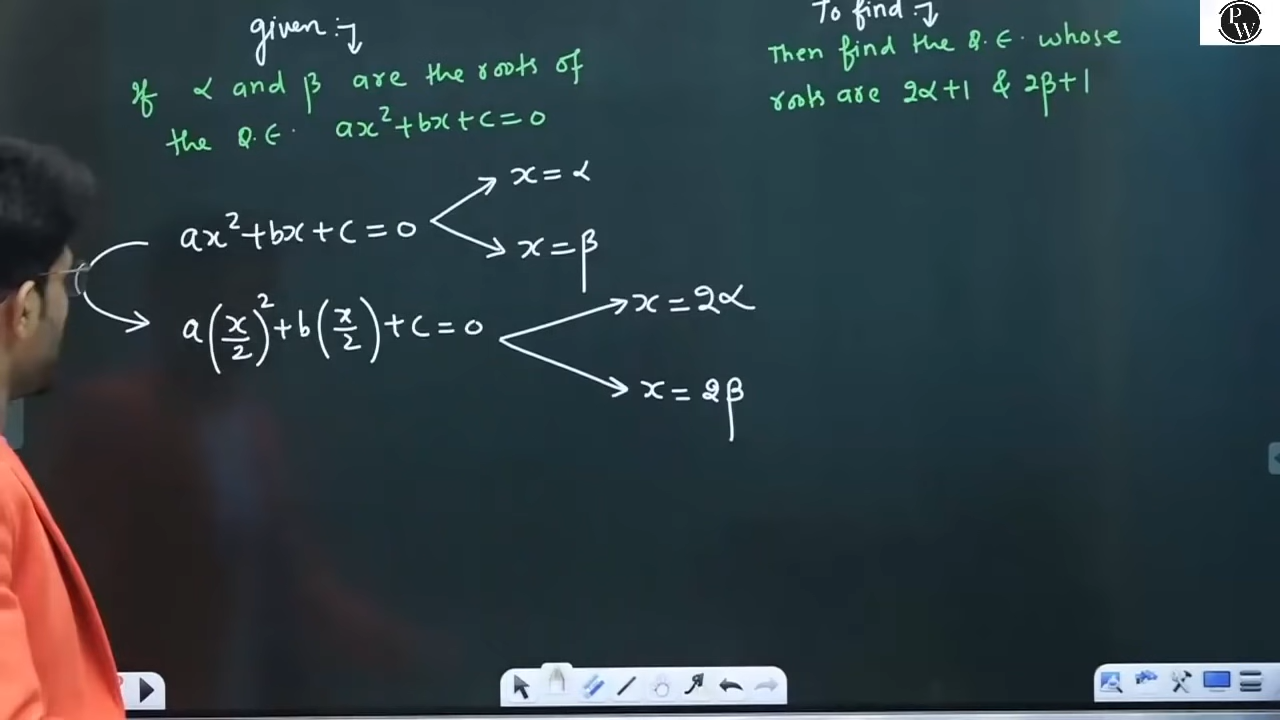 given :-
If α and β are the roots of
the Q.E. ax²+bx+c=0
To find :-
Then find the Q.E. whose
roots are 2α+1 & 2β+1
PW
ax²+bx+c=0
x=α
x=β
a(x/2)²+b(x/2)+c=0
x=2α
x=2β